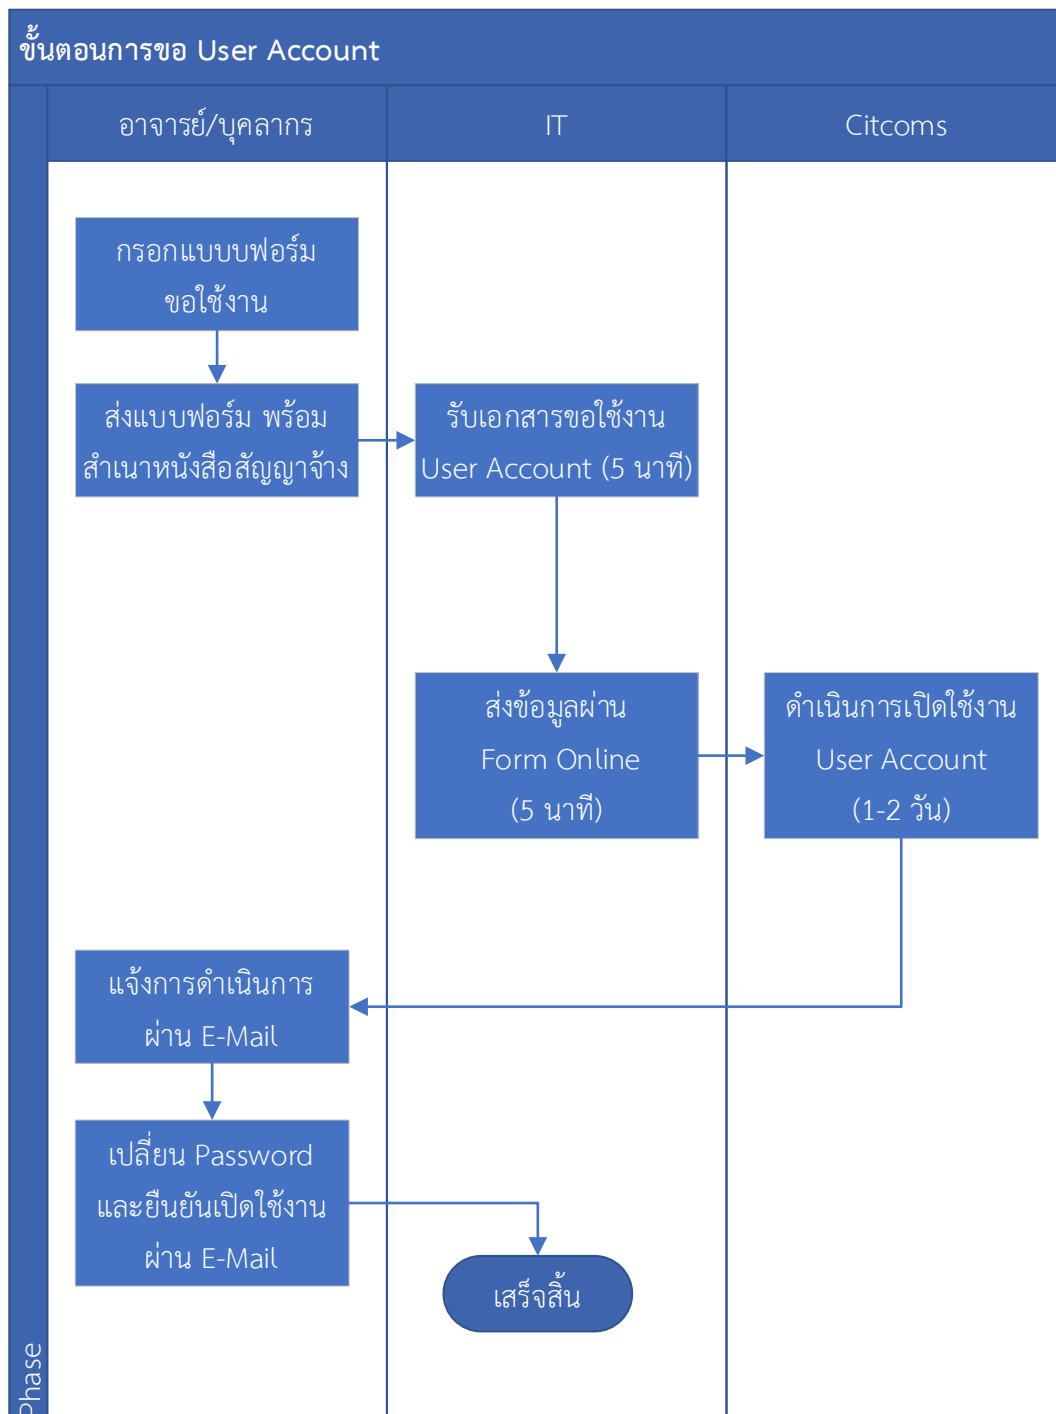 ขั้นตอนการขอ User Account
อาจารย์/บุคลากร
IT
Citcoms
กรอกแบบบฟอร์ม
ขอใช้งาน
ส่งแบบฟอร์ม พร้อม
สำเนาหนังสือสัญญาจ้าง
รับเอกสารขอใช้งาน
User Account (5 นาที)
ส่งข้อมูลผ่าน
Form Online
(5 นาที)
ดำเนินการเปิดใช้งาน
User Account
(1-2 วัน)
แจ้งการดำเนินการ
ผ่าน E-Mail
เปลี่ยน Password
และยืนยันเปิดใช้งาน
ผ่าน E-Mail
เสร็จสิ้น
Phase